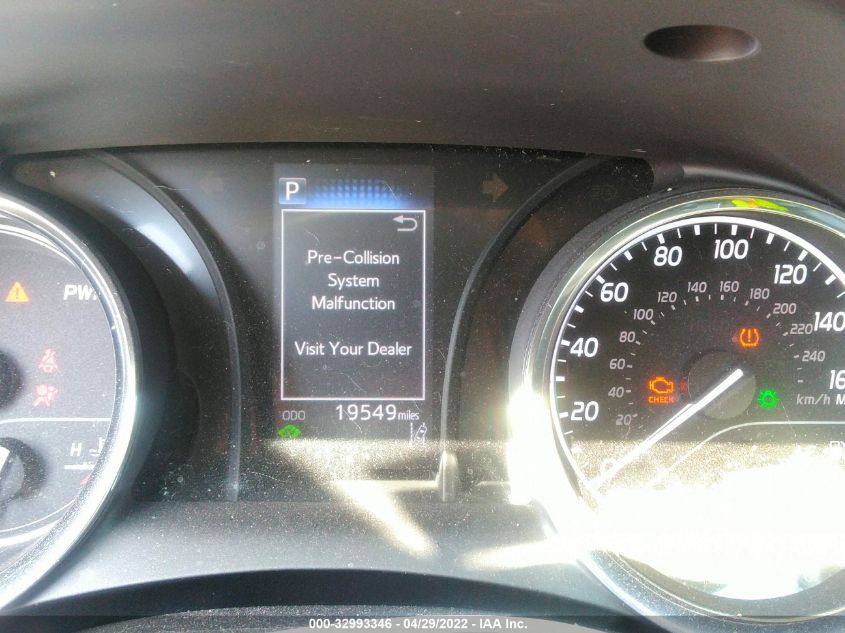 P
Pre-Collision
System
Malfunction
Visit Your Dealer
ODO 19549 miles
H
20
40
60
80
100
120
140
20
40
60
80
100
120
140
160
180
200
220
240
km/h
CHECK
000-32993346 - 04/29/2022 - IAA Inc.